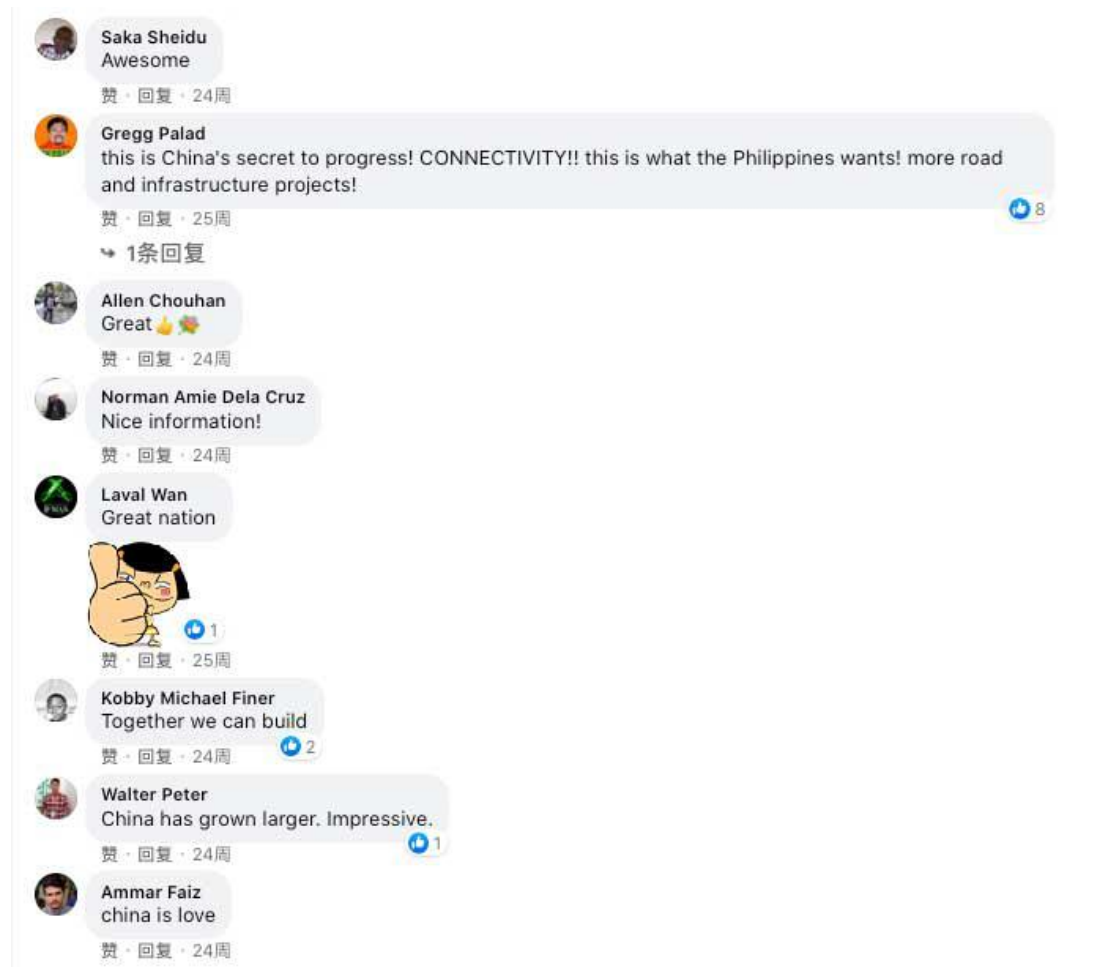 Saka Sheidu
Awesome
赞 · 回复 · 24周
Gregg Palad
this is China's secret to progress! CONNECTIVITY!! this is what the Philippines wants! more road
and infrastructure projects!
8
赞 · 回复 · 25周
1条回复
Allen Chouhan
Great👍💐
赞 · 回复 · 24周
Norman Amie Dela Cruz
Nice information!
赞 · 回复 · 24周
Laval Wan
Great nation
1
赞 · 回复 · 25周
Kobby Michael Finer
Together we can build
2
赞 · 回复 · 24周
Walter Peter
China has grown larger. Impressive.
1
赞 · 回复 · 24周
Ammar Faiz
china is love
赞 · 回复 · 24周